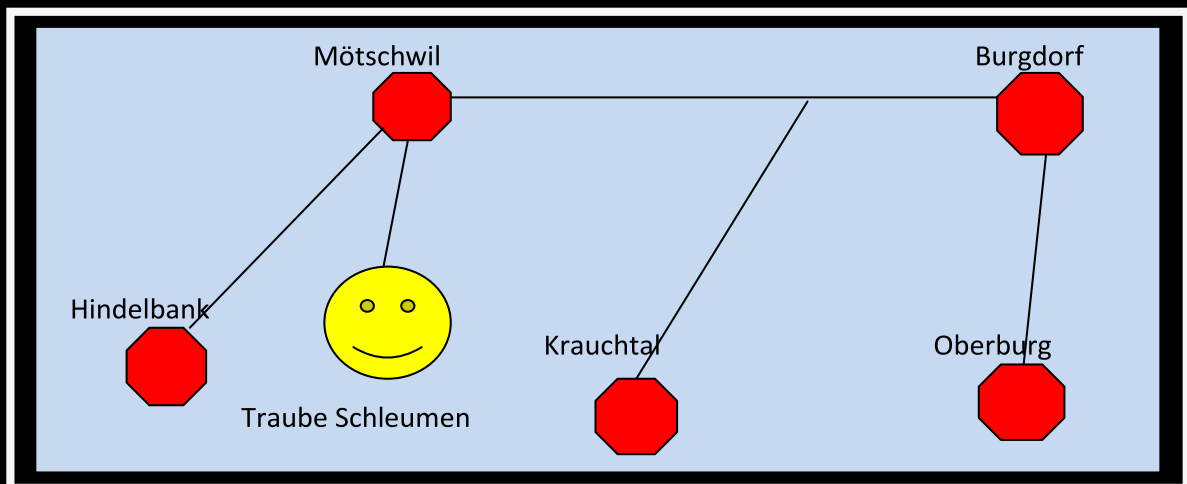 Mötschwil
Burgdorf
Hindelbank
Krauchtal
Oberburg
Traube Schleumen